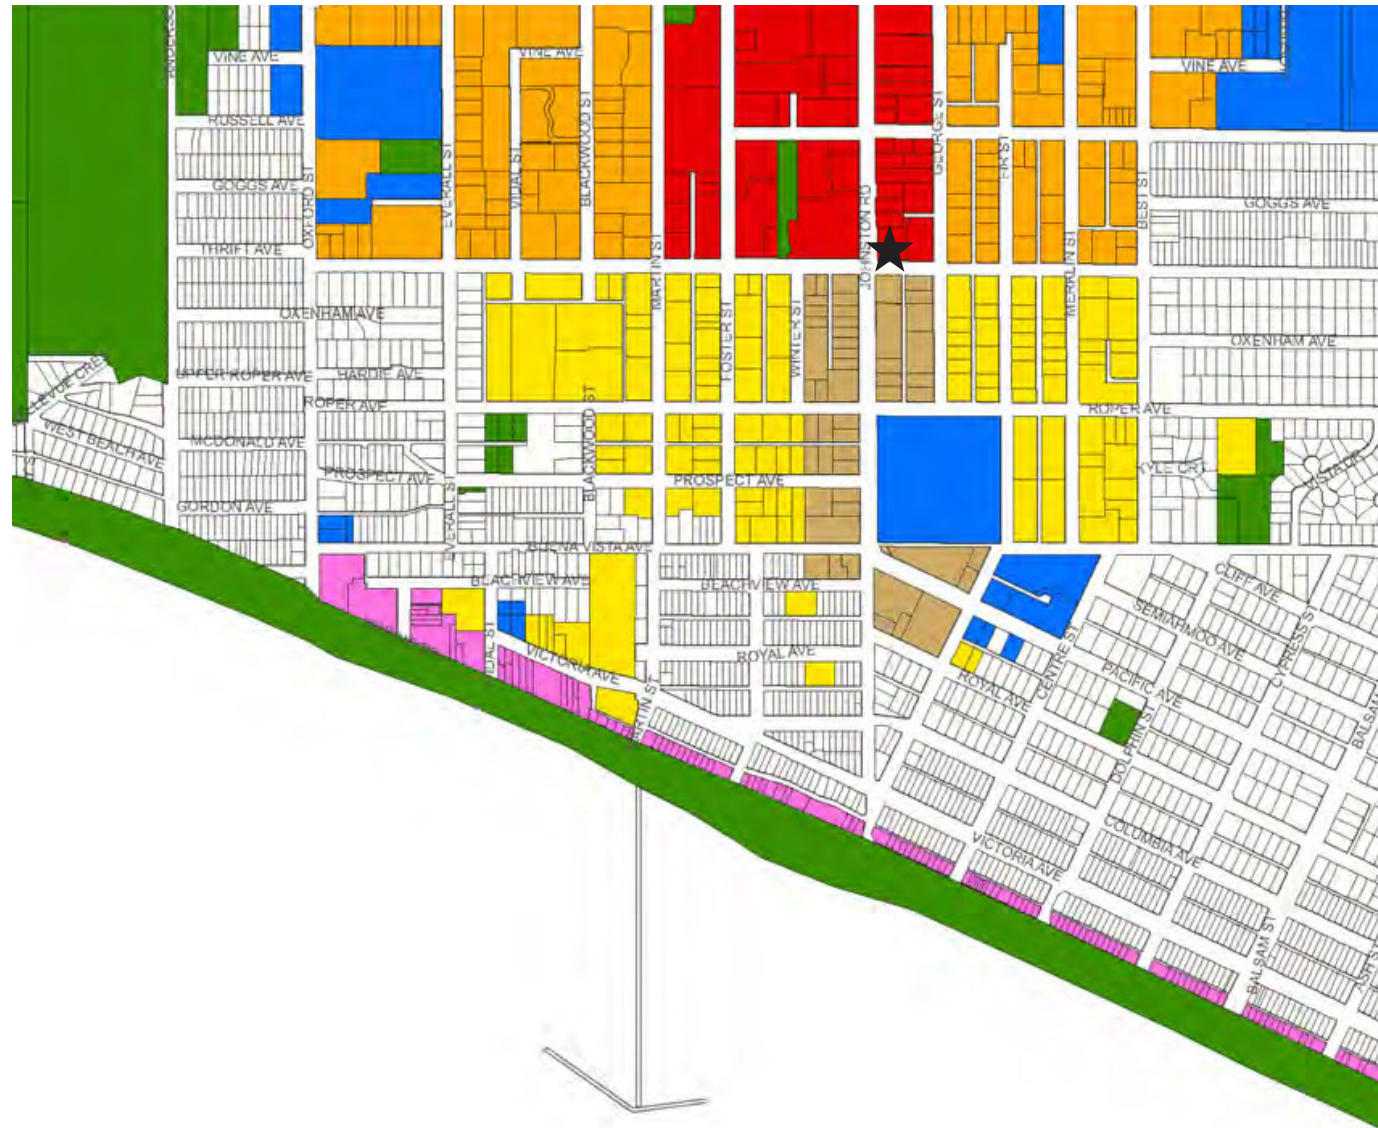 VINE AVE
VINE AVE
VINE AVE
RUSSELL AVE
GOGGS AVE
GOGGS AVE
THRIFT AVE
OXFORD ST
EVERALL ST
VIDAL ST
BLACKWOOD ST
MARTIN ST
JOHNSTON RD
GEORGE ST
FIR ST
MERKLIN ST
BEST ST
OXENHAM AVE
OXENHAM AVE
FOSTER ST
WINTER ST
UPPER ROPER AVE
HARDIE AVE
ROPER AVE
ROPER AVE
WEST BEACH AVE
MCDONALD AVE
PROSPECT AVE
PROSPECT AVE
BLACKWOOD ST
GORDON AVE
EVERALL ST
BUENA VISTA AVE
BEACHVIEW AVE
BEACHVIEW AVE
CLIFF AVE
SEMIAHMOO AVE
CYPRESS ST
VICTORIA AVE
ROYAL AVE
ROYAL AVE
CENTRE ST
PACIFIC AVE
DOLPHIN ST
BALSAM
COLUMBIA AVE
VICTORIA AVE
BALSAM ST
ASH ST